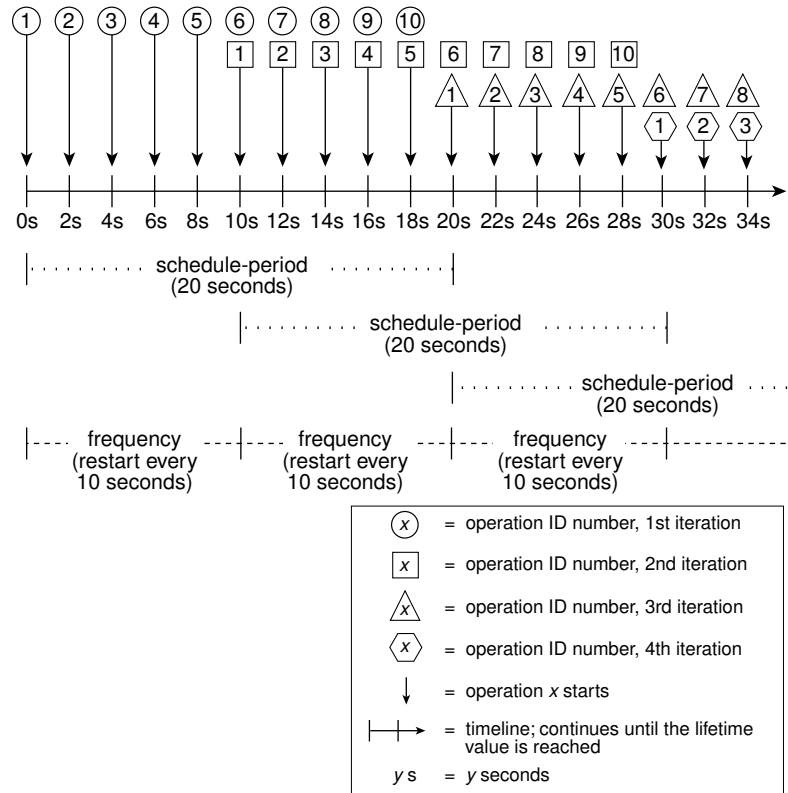 1 2 3 4 5 6 7 8 9 10
1 2 3 4 5 6 7 8 9 10
1 2 3 4 5 6 7 8
1 2 3
0s 2s 4s 6s 8s 10s 12s 14s 16s 18s 20s 22s 24s 26s 28s 30s 32s 34s
schedule-period
(20 seconds)
schedule-period
(20 seconds)
schedule-period
(20 seconds)
frequency
(restart every
10 seconds)
frequency
(restart every
10 seconds)
frequency
(restart every
10 seconds)
x = operation ID number, 1st iteration
x = operation ID number, 2nd iteration
x = operation ID number, 3rd iteration
x = operation ID number, 4th iteration
= operation x starts
= timeline; continues until the lifetime
value is reached
y s = y seconds